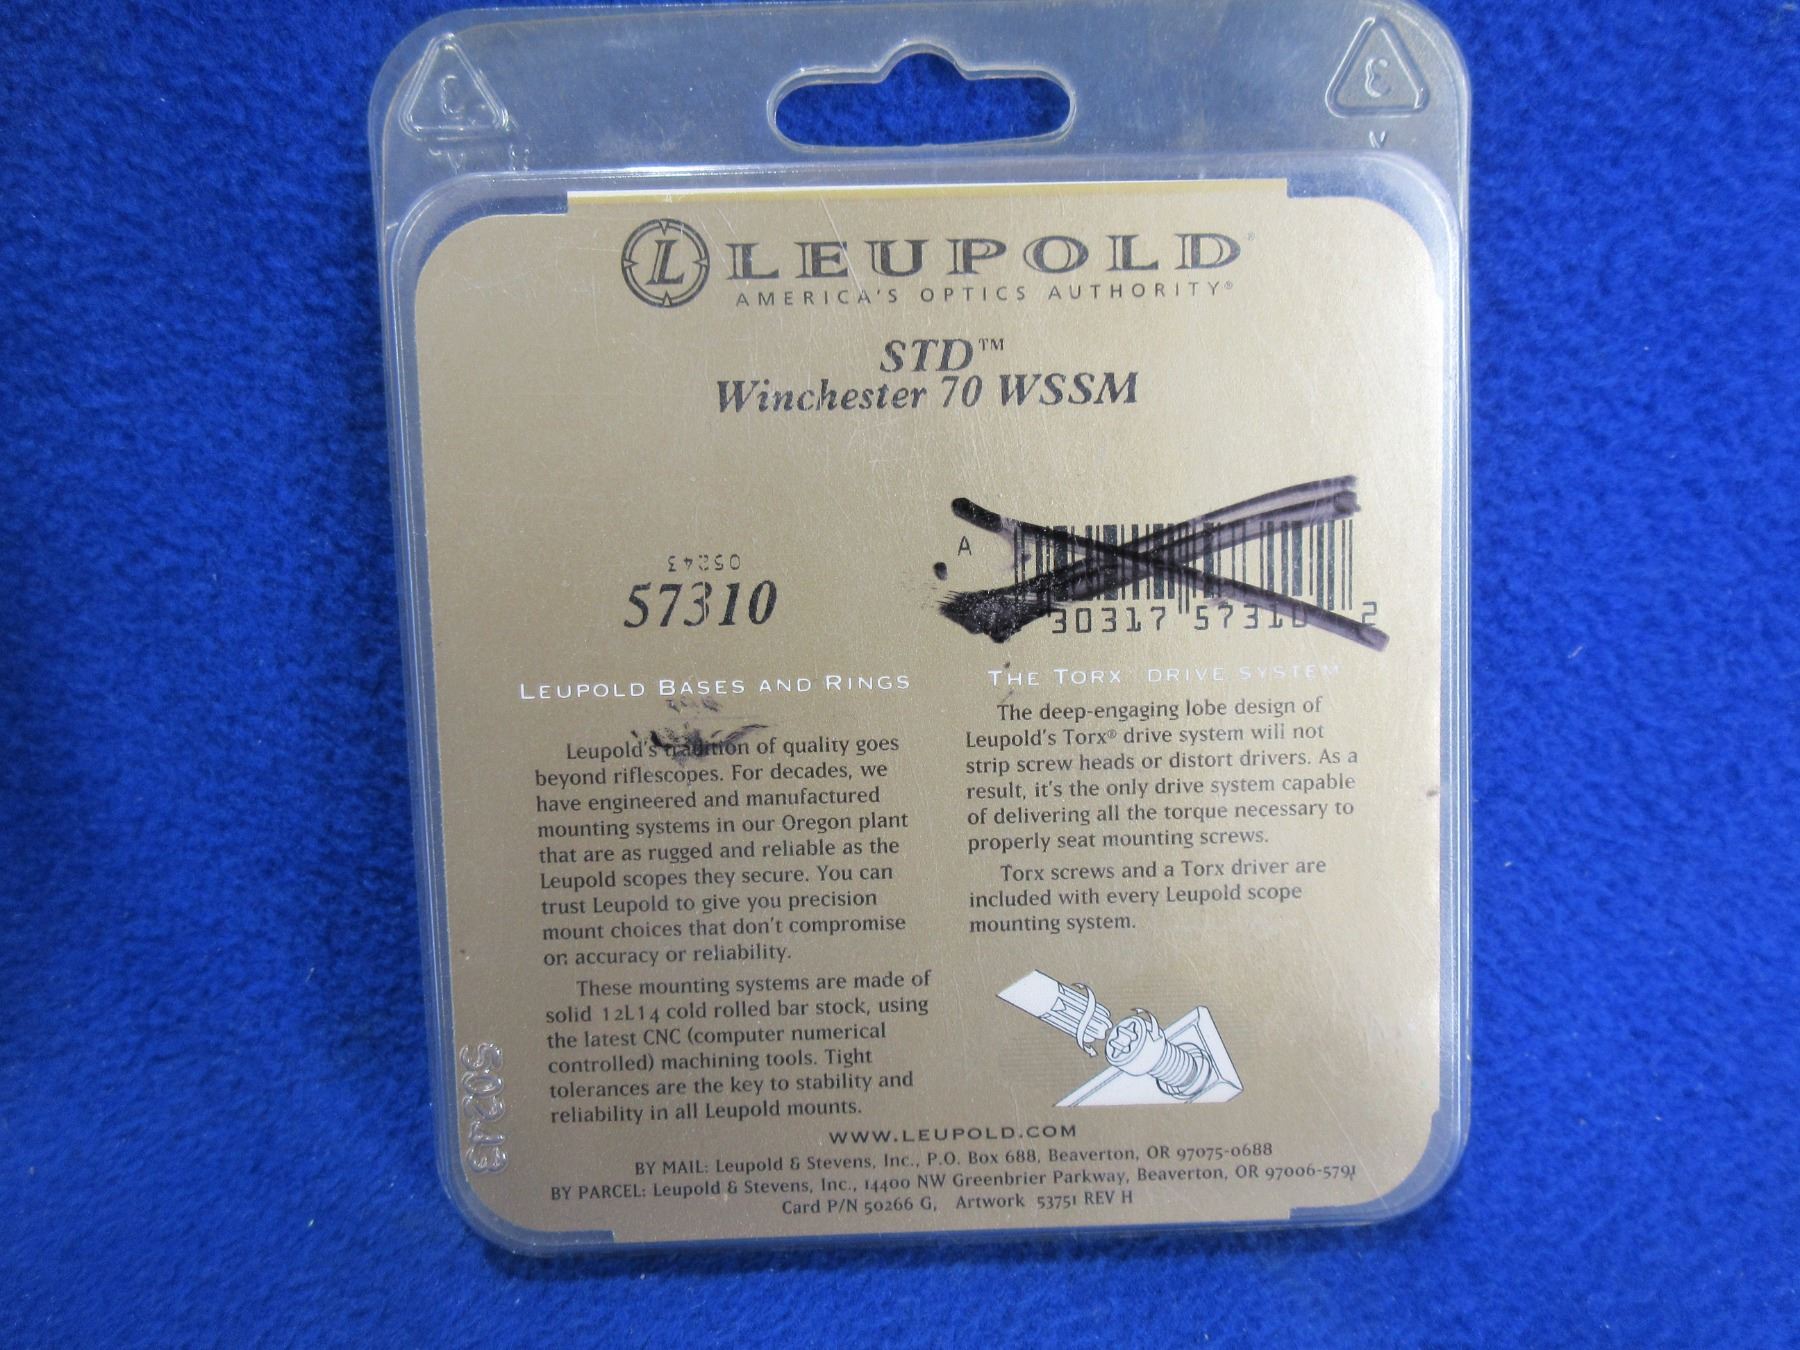 L LEUPOLD®
AMERICA'S OPTICS AUTHORITY®
STD™
Winchester 70 WSSM
05243
57310
A
30317 57310 2
LEUPOLD BASES AND RINGS
Leupold's tradition of quality goes
beyond riflescopes. For decades, we
have engineered and manufactured
mounting systems in our Oregon plant
that are as rugged and reliable as the
Leupold scopes they secure. You can
trust Leupold to give you precision
mount choices that don't compromise
on accuracy or reliability.
These mounting systems are made of
solid 12L14 cold rolled bar stock, using
the latest CNC (computer numerical
controlled) machining tools. Tight
tolerances are the key to stability and
reliability in all Leupold mounts.
THE TORX® DRIVE SYSTEM
The deep-engaging lobe design of
Leupold's Torx® drive system will not
strip screw heads or distort drivers. As a
result, it's the only drive system capable
of delivering all the torque necessary to
properly seat mounting screws.
Torx screws and a Torx driver are
included with every Leupold scope
mounting system.
WWW.LEUPOLD.COM
BY MAIL: Leupold & Stevens, Inc., P.O. Box 688, Beaverton, OR 97075-0688
BY PARCEL: Leupold & Stevens, Inc., 14400 NW Greenbrier Parkway, Beaverton, OR 97006-5791
Card P/N 50266 G, Artwork 53751 REV H
3
3
V